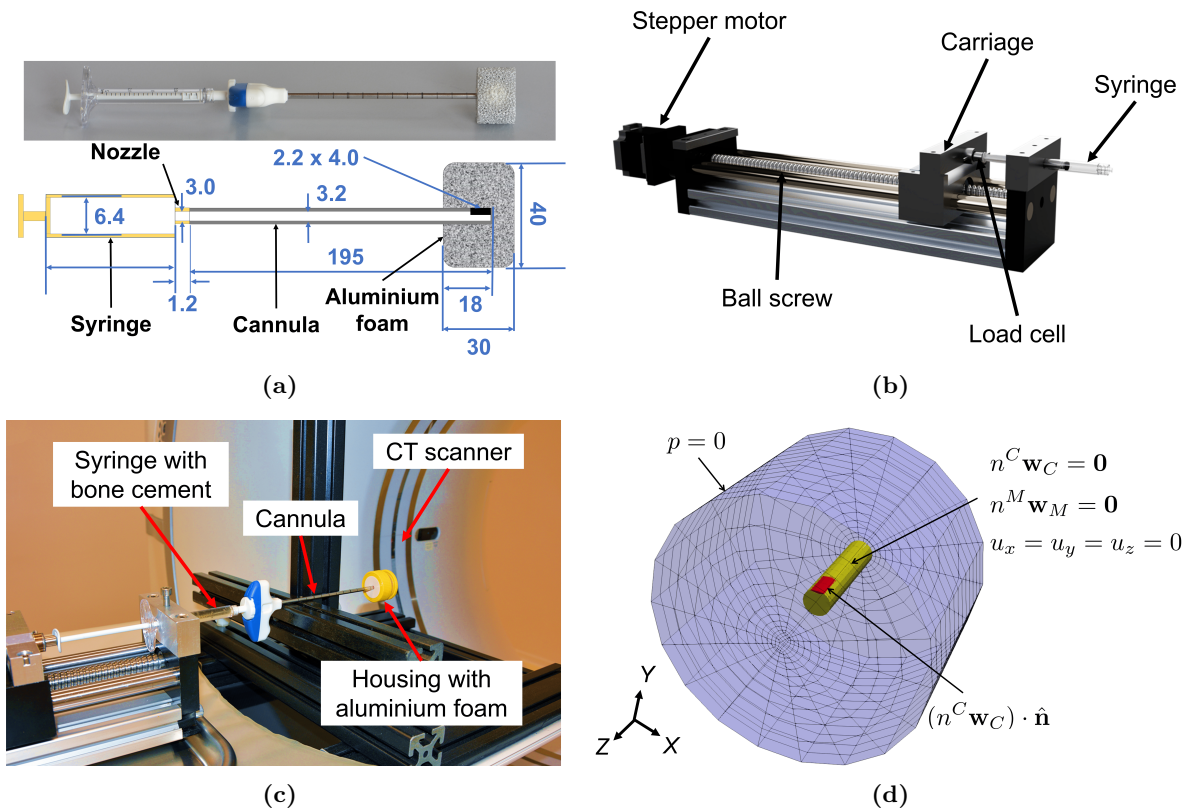 Nozzle
2.2 x 4.0
3.0
3.2
6.4
40
195
1.2
Syringe
Cannula
Aluminium
foam
18
30
(a)
Stepper motor
Carriage
Syringe
Ball screw
Load cell
(b)
Syringe with
bone cement
CT scanner
Cannula
Housing with
aluminium foam
(c)
p = 0
n^C w_C = 0
n^M w_M = 0
u_x = u_y = u_z = 0
(n^C w_C) · n̂
Y
Z
X
(d)